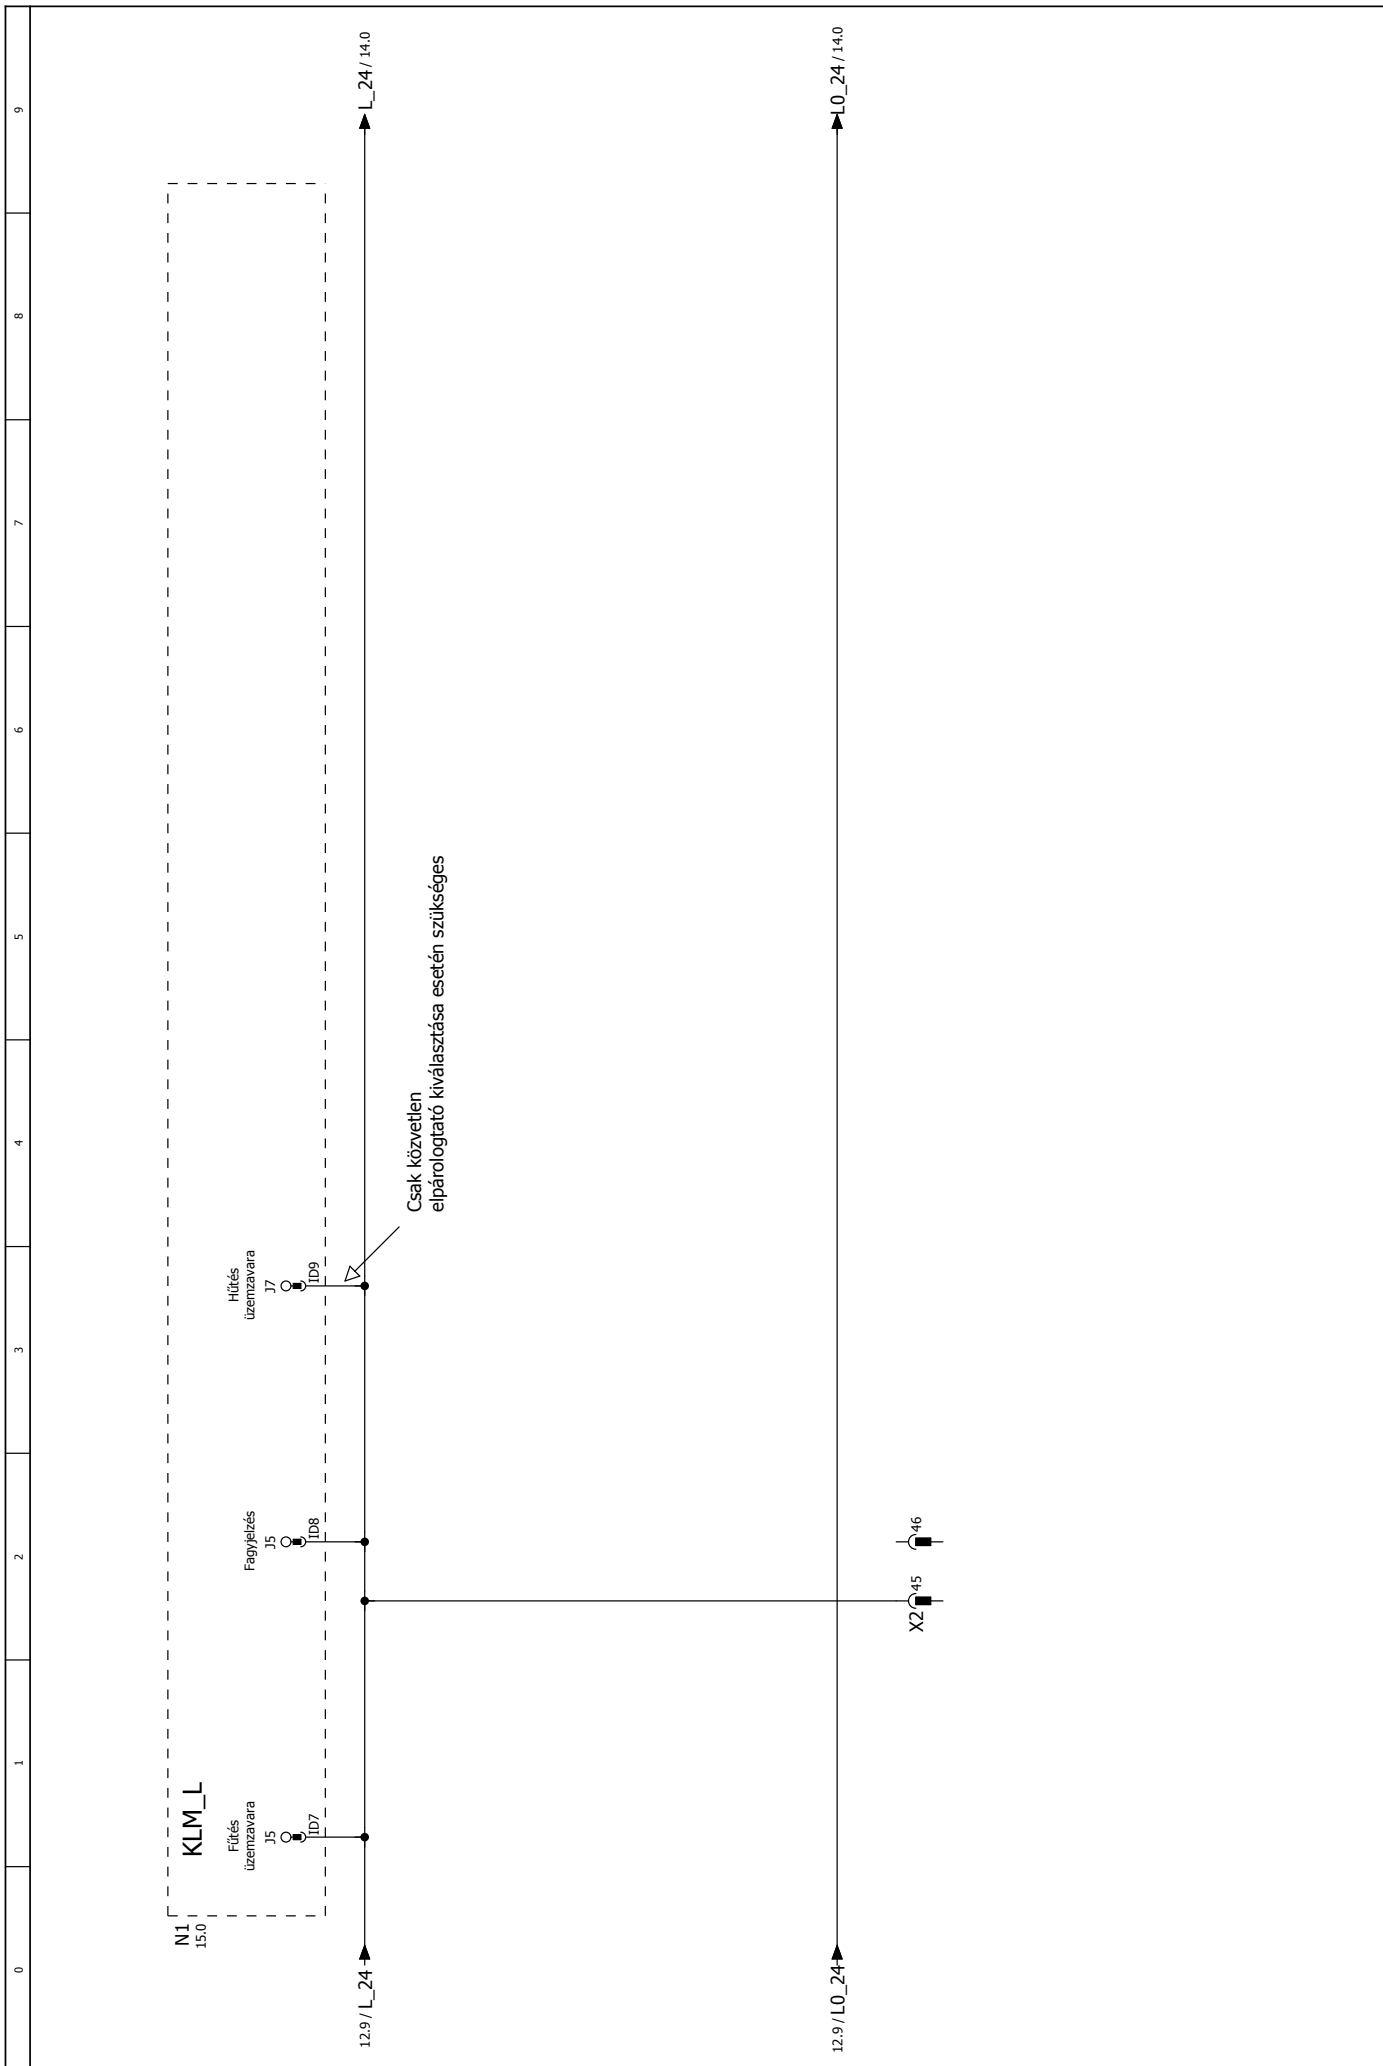 0
1
2
3
4
5
6
7
8
9
N1
15.0
KLM_L
Fűtés
üzemzavara
J5
ID7
Fagyjelzés
J5
ID8
Hűtés
üzemzavara
J7
ID9
12.9 / L_24
L_24 / 14.0
Csak közvetlen
elpárologtató kiválasztása esetén szükséges
12.9 / L0_24
L0_24 / 14.0
X2
45
46